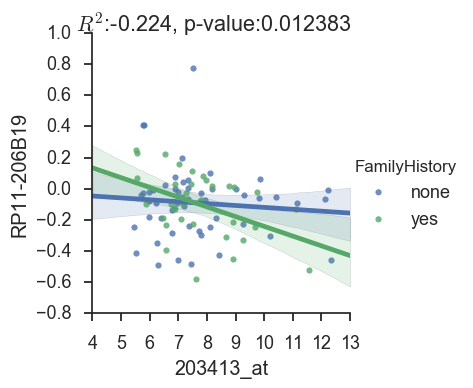 R²:-0.224, p-value:0.012383
1.0
0.8
0.6
0.4
0.2
0.0
−0.2
−0.4
−0.6
−0.8
RP11-206B19
4 5 6 7 8 9 10 11 12 13
203413_at
FamilyHistory
none
yes